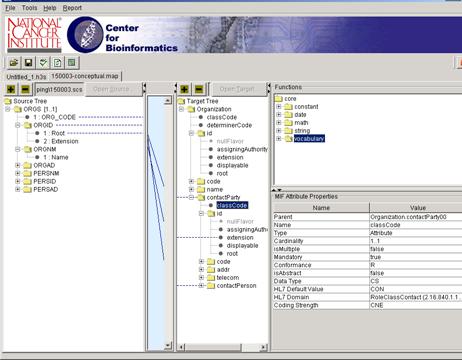 File Tools Help Report
NATIONAL
CANCER
INSTITUTE
Center
for
Bioinformatics
Untitled_1.h3s 150003-conceptual.map
ping\150003.scs Open Source...
Open Target...
Source Tree
ORGS [1..1]
1 : ORG_CODE
ORGID
1 : Root
2 : Extension
ORGNM
1 : Name
ORGAD
PERSNM
PERSID
PERSAD
Target Tree
Organization
classCode
determinerCode
id
nullFlavor
assigningAuthority
extension
displayable
root
code
name
contactParty
classCode
id
nullFlavor
assigningAuth
extension
displayable
root
code
addr
telecom
contactPerson
Functions
core
constant
date
math
string
vocabulary
MIF Attribute Properties
Name Value
Parent Organization.contactParty00
Name classCode
Type Attribute
Cardinality 1..1
isMultiple false
Mandatory true
Conformance R
isAbstract false
Data Type CS
HL7 Default Value CON
HL7 Domain RoleClassContact (2.16.840.1.1...
Coding Strength CNE